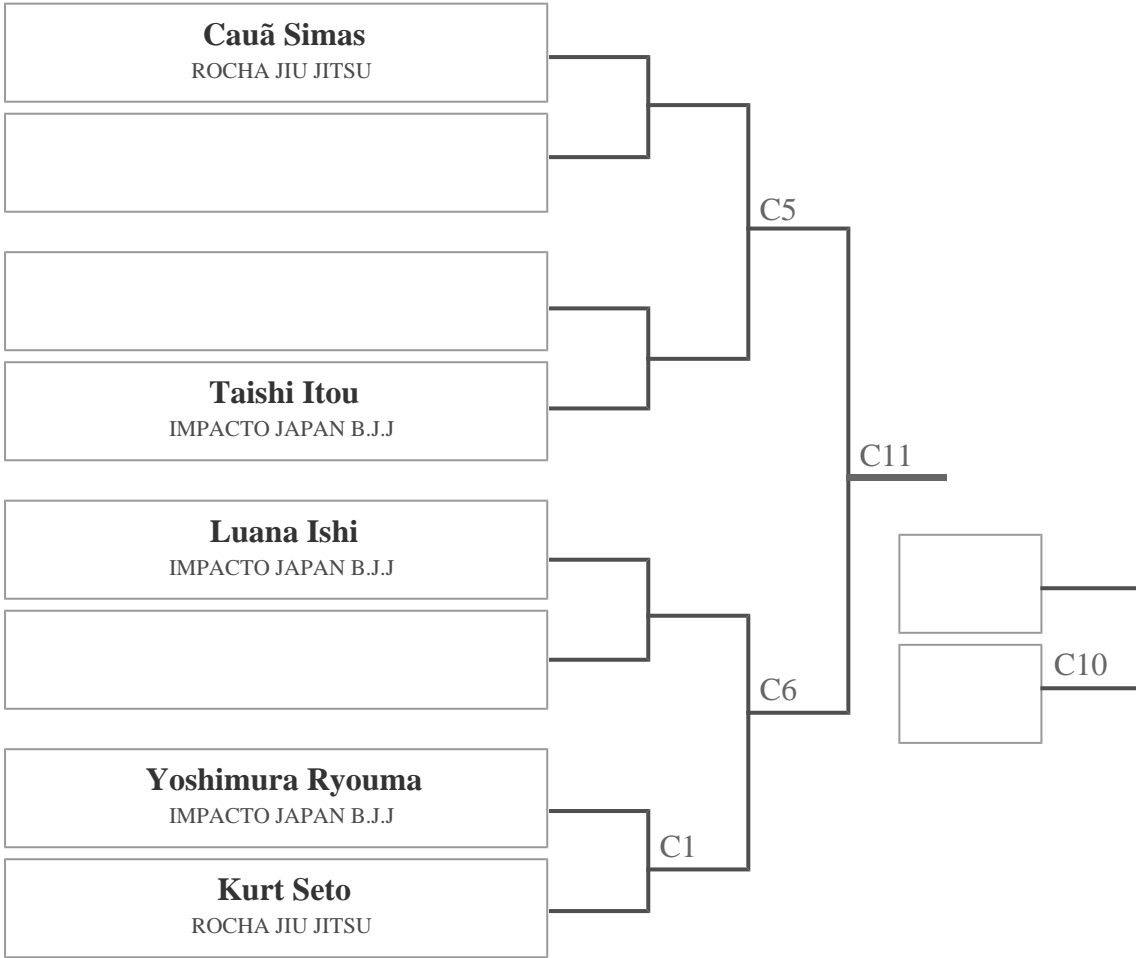 Cauã Simas
ROCHA JIU JITSU
C5
Taishi Itou
IMPACTO JAPAN B.J.J
C11
Luana Ishi
IMPACTO JAPAN B.J.J
C10
C6
Yoshimura Ryouma
IMPACTO JAPAN B.J.J
C1
Kurt Seto
ROCHA JIU JITSU